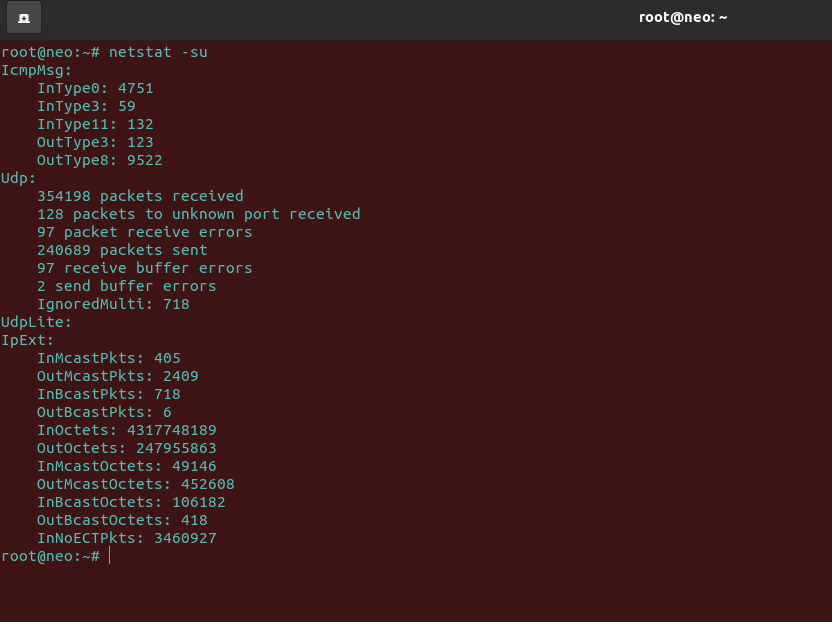 root@neo: ~
root@neo:~# netstat -su
IcmpMsg:
    InType0: 4751
    InType3: 59
    InType11: 132
    OutType3: 123
    OutType8: 9522
Udp:
    354198 packets received
    128 packets to unknown port received
    97 packet receive errors
    240689 packets sent
    97 receive buffer errors
    2 send buffer errors
    IgnoredMulti: 718
UdpLite:
IpExt:
    InMcastPkts: 405
    OutMcastPkts: 2409
    InBcastPkts: 718
    OutBcastPkts: 6
    InOctets: 4317748189
    OutOctets: 247955863
    InMcastOctets: 49146
    OutMcastOctets: 452608
    InBcastOctets: 106182
    OutBcastOctets: 418
    InNoECTPkts: 3460927
root@neo:~#